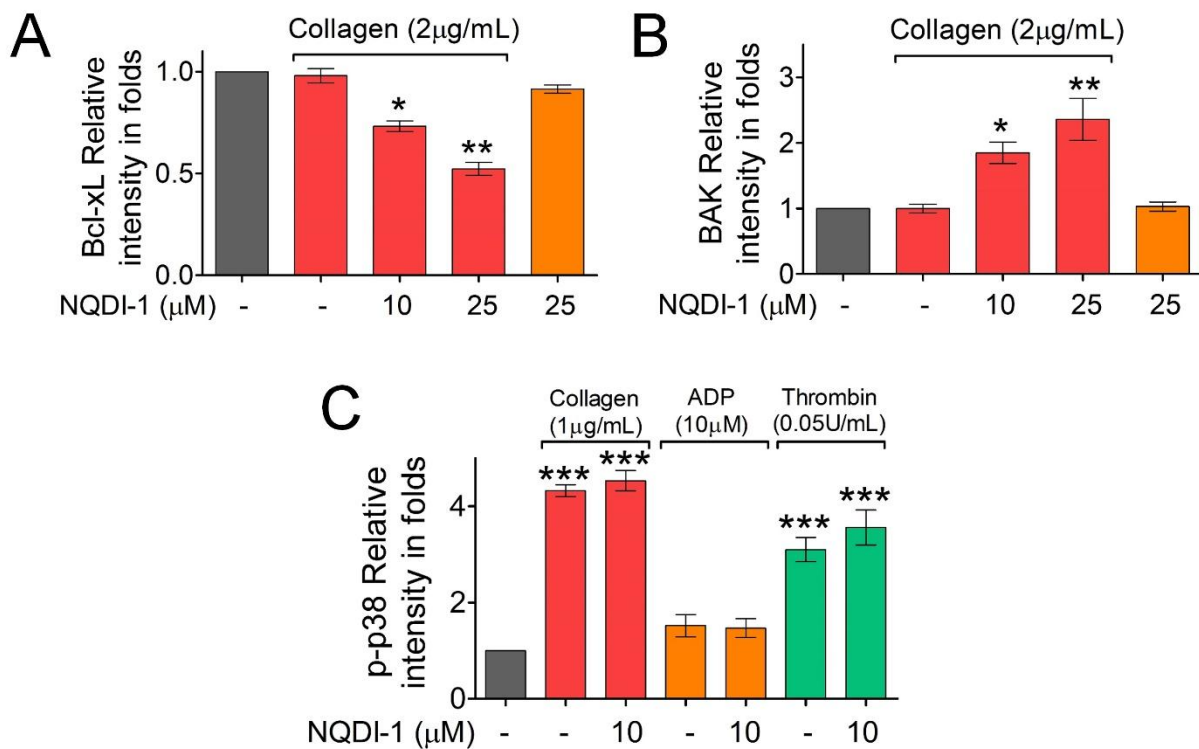 A
Collagen (2μg/mL)
Bcl-xL Relative
intensity in folds
1.0
0.5
0.0
*
**
NQDI-1 (μM) - - 10 25 25
B
Collagen (2μg/mL)
BAK Relative
intensity in folds
3
2
1
0
*
**
NQDI-1 (μM) - - 10 25 25
C
Collagen
(1μg/mL)
ADP
(10μM)
Thrombin
(0.05U/mL)
p-p38 Relative
intensity in folds
4
2
0
***
***
***
***
NQDI-1 (μM) - - 10 - 10 - 10